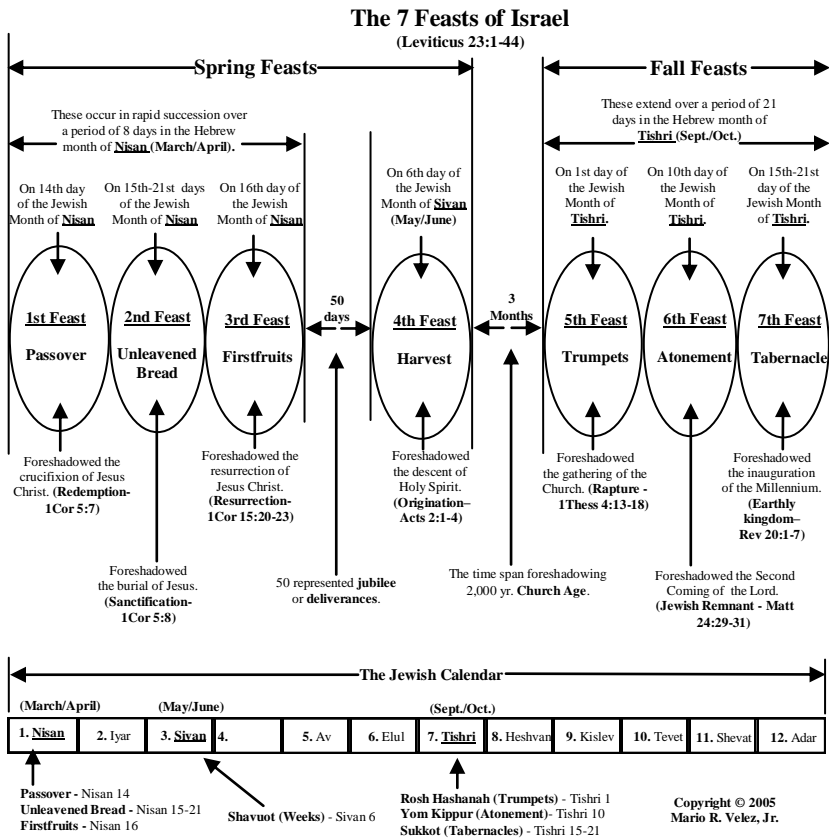 The 7 Feasts of Israel
(Leviticus 23:1-44)
Spring Feasts
Fall Feasts
These occur in rapid succession over
a period of 8 days in the Hebrew
month of Nisan (March/April).
These extend over a period of 21
days in the Hebrew month of
Tishri (Sept./Oct.)
On 14th day
of the Jewish
Month of Nisan
On 15th-21st days
of the Jewish
Month of Nisan
On 16th day of
the Jewish
Month of Nisan
On 6th day of
the Jewish
Month of Sivan
(May/June)
On 1st day of
the Jewish
Month of
Tishri.
On 10th day of
the Jewish
Month of
Tishri.
On 15th-21st
day of the
Jewish Month
of Tishri.
1st Feast
Passover
2nd Feast
Unleavened
Bread
3rd Feast
Firstfruits
50
days
4th Feast
Harvest
3
Months
5th Feast
Trumpets
6th Feast
Atonement
7th Feast
Tabernacle
Foreshadowed the
crucifixion of Jesus
Christ. (Redemption-
1Cor 5:7)
Foreshadowed the
resurrection of
Jesus Christ.
(Resurrection-
1Cor 15:20-23)
Foreshadowed
the descent of
Holy Spirit.
(Origination–
Acts 2:1-4)
Foreshadowed
the gathering of the
Church. (Rapture -
1Thess 4:13-18)
Foreshadowed
the inauguration
of the Millennium.
(Earthly
kingdom–
Rev 20:1-7)
Foreshadowed
the burial of Jesus.
(Sanctification-
1Cor 5:8)
50 represented jubilee
or deliverances.
The time span foreshadowing
2,000 yr. Church Age.
Foreshadowed the Second
Coming of the Lord.
(Jewish Remnant - Matt
24:29-31)
The Jewish Calendar
(March/April)
(May/June)
(Sept./Oct.)
1. Nisan
2. Iyar
3. Sivan
4.
5. Av
6. Elul
7. Tishri
8. Heshvan
9. Kislev
10. Tevet
11. Shevat
12. Adar
Passover - Nisan 14
Unleavened Bread - Nisan 15-21
Firstfruits - Nisan 16
Shavuot (Weeks) - Sivan 6
Rosh Hashanah (Trumpets) - Tishri 1
Yom Kippur (Atonement)- Tishri 10
Sukkot (Tabernacles) - Tishri 15-21
Copyright © 2005
Mario R. Velez, Jr.